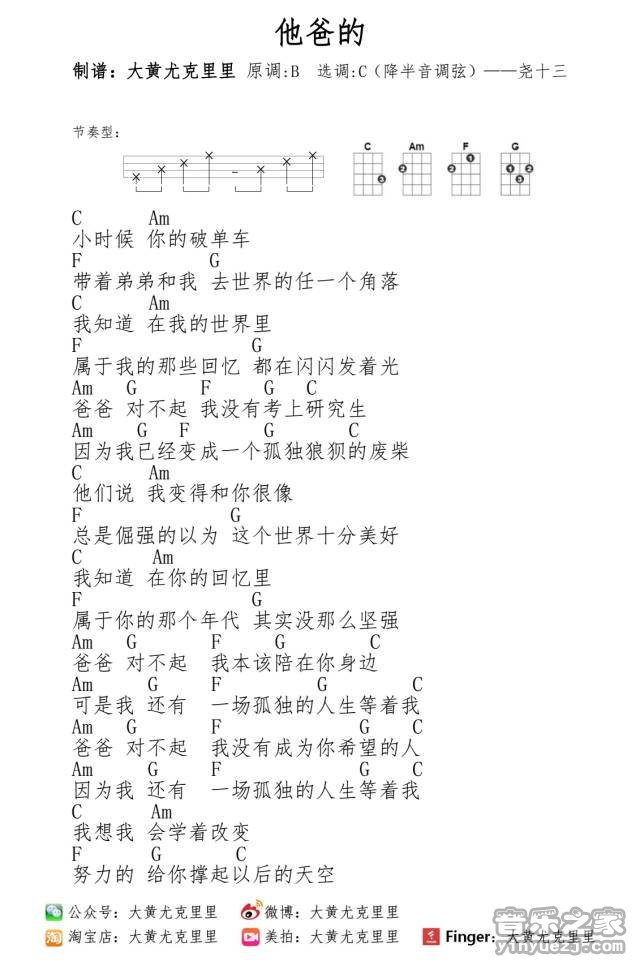 他爸的
制谱：大黄尤克里里 原调:B 选调:C（降半音调弦）——尧十三
节奏型：
C Am F G
3 2 2 1 1 2 3
C Am
小时候 你的破单车
F G
带着弟弟和我 去世界的任一个角落
C Am
我知道 在我的世界里
F G
属于我的那些回忆 都在闪闪发着光
Am G F G C
爸爸 对不起 我没有考上研究生
Am G F G C
因为我已经变成一个孤独狼狈的废柴
C Am
他们说 我变得和你很像
F G
总是倔强的以为 这个世界十分美好
C Am
我知道 在你的回忆里
F G
属于你的那个年代 其实没那么坚强
Am G F G C
爸爸 对不起 我本该陪在你身边
Am G F G C
可是我 还有 一场孤独的人生等着我
Am G F G C
爸爸 对不起 我没有成为你希望的人
Am G F G C
因为我 还有 一场孤独的人生等着我
C Am
我想我 会学着改变
F G C
努力的 给你撑起以后的天空
公众号：大黄尤克里里 微博：大黄尤克里里
淘 淘宝店：大黄尤克里里 美拍：大黄尤克里里 Finger：大黄尤克里里
音乐之家
yinyuezj.com